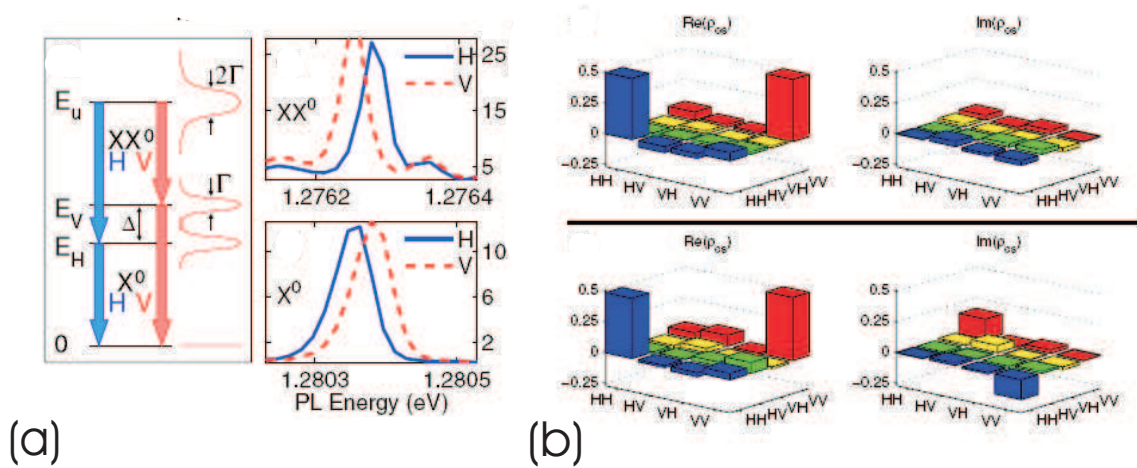 E_u
XX⁰
H V
E_V
Δ
E_H
X⁰
H V
0
2Γ
Γ
H
V
XX⁰
25
15
5
1.2762 1.2764
H
V
X⁰
10
6
2
1.2803 1.2805
PL Energy (eV)
(a)
Re(ρcs)
0.5
0.25
0
−0.25
HH HV VH VV
HH HV VH VV
Im(ρcs)
0.5
0.25
0
−0.25
HH HV VH VV
HH HV VH VV
Re(ρcs)
0.5
0.25
0
−0.25
HH HV VH VV
HH HV VH VV
Im(ρcs)
0.5
0.25
0
−0.25
HH HV VH VV
HH HV VH VV
(b)